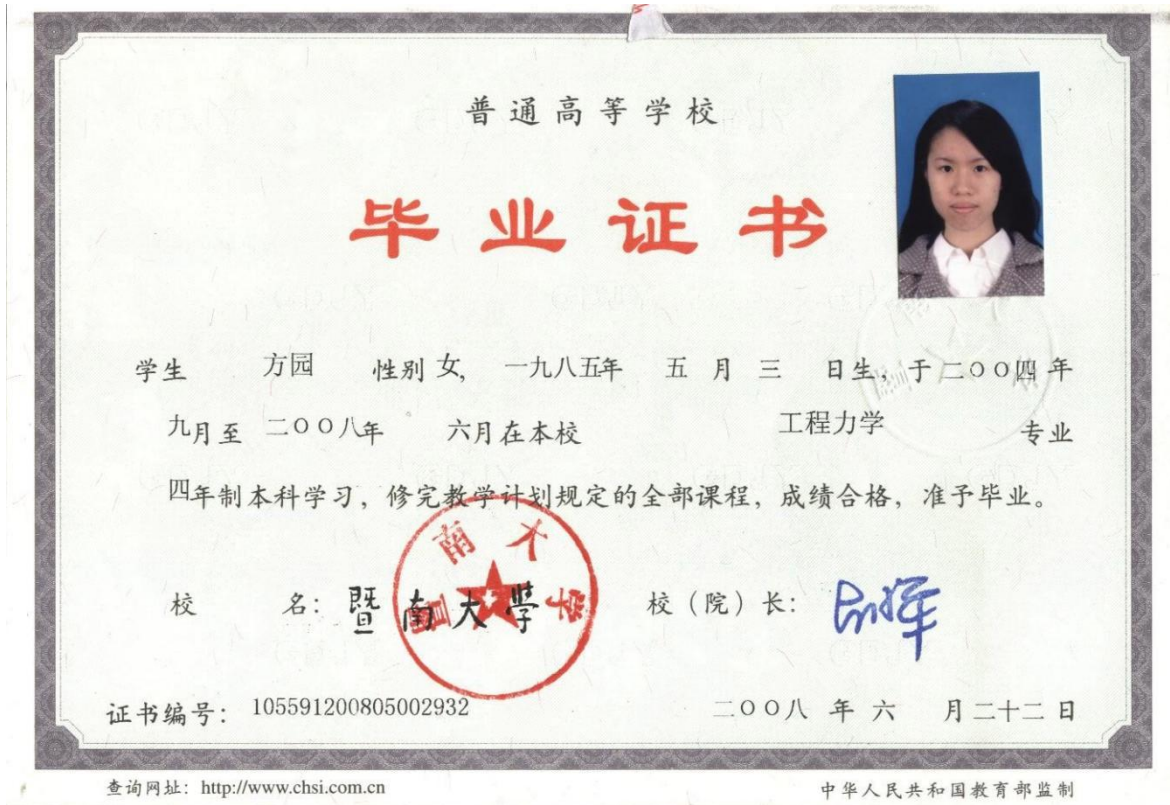 普通高等学校
毕业证书
学生 方园 性别 女, 一九八五年 五 月 三 日生, 于二〇〇四年
九月至 二〇〇八年 六月在本校 工程力学 专业
四年制本科学习, 修完教学计划规定的全部课程, 成绩合格, 准予毕业。
校 名: 暨南大學 校（院）长:
暨南大学
证书编号: 105591200805002932 二〇〇八 年 六 月 二十二 日
查询网址: http://www.chsi.com.cn 中华人民共和国教育部监制